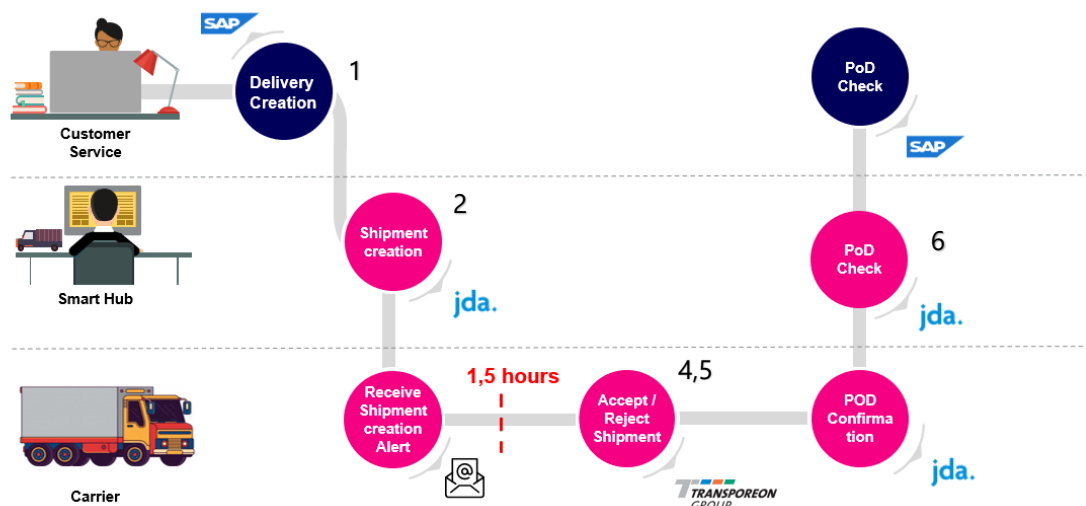 SAP
Delivery
Creation
1
PoD
Check
Customer
Service
SAP
Shipment
creation
2
PoD
Check
6
Smart Hub
jda.
jda.
Receive
Shipment
creation
Alert
1,5 hours
Accept /
Reject
Shipment
4,5
POD
Confirma
tion
jda.
@
TRANSPOREON
GROUP
Carrier